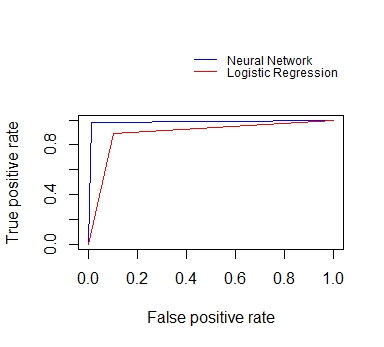 Neural Network
Logistic Regression
True positive rate
0.8
0.4
0.0
0.0 0.2 0.4 0.6 0.8 1.0
False positive rate